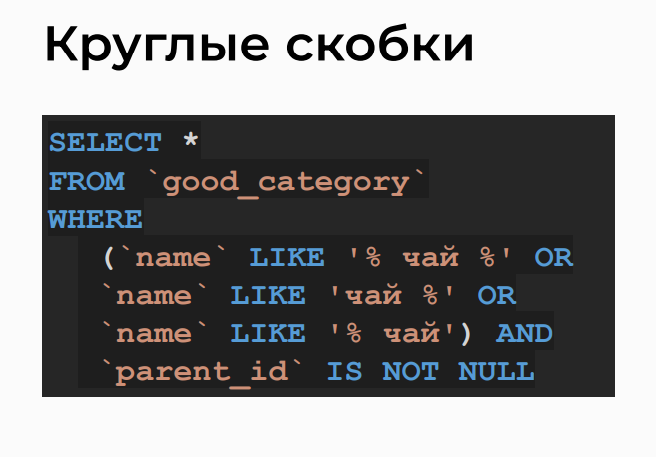 Круглые скобки
SELECT *
FROM `good_category`
WHERE
(`name` LIKE '% чай %' OR
`name` LIKE 'чай %' OR
`name` LIKE '% чай') AND
`parent_id` IS NOT NULL